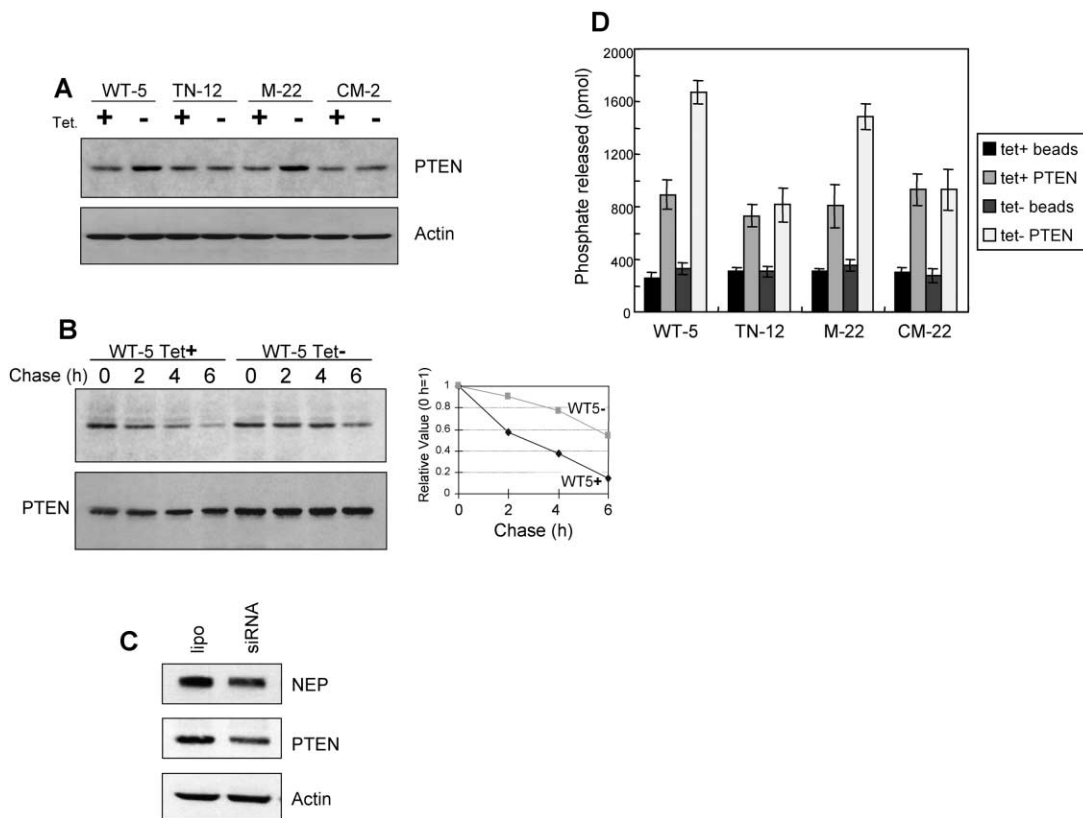 A
WT-5 TN-12 M-22 CM-2
Tet. + - + - + - + -
PTEN
Actin
B
WT-5 Tet+ WT-5 Tet-
Chase (h) 0 2 4 6 0 2 4 6
PTEN
Relative Value (0 h=1)
1
0.8
0.6
0.4
0.2
0
WT5-
WT5+
0 2 4 6
Chase (h)
C
lipo siRNA
NEP
PTEN
Actin
D
Phosphate released (pmol)
2000
1600
1200
800
400
0
WT-5 TN-12 M-22 CM-22
tet+ beads
tet+ PTEN
tet- beads
tet- PTEN